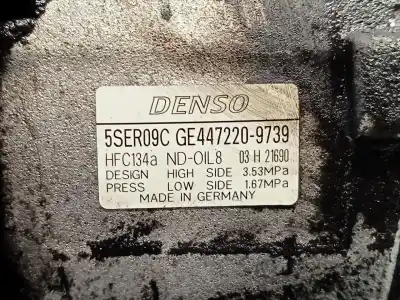 DENSO
5SER09C GE447220-9739
HFC134a ND-OIL8 03 H 21690
DESIGN HIGH SIDE 3.53MPa
PRESS LOW SIDE 1.67MPa
MADE IN GERMANY